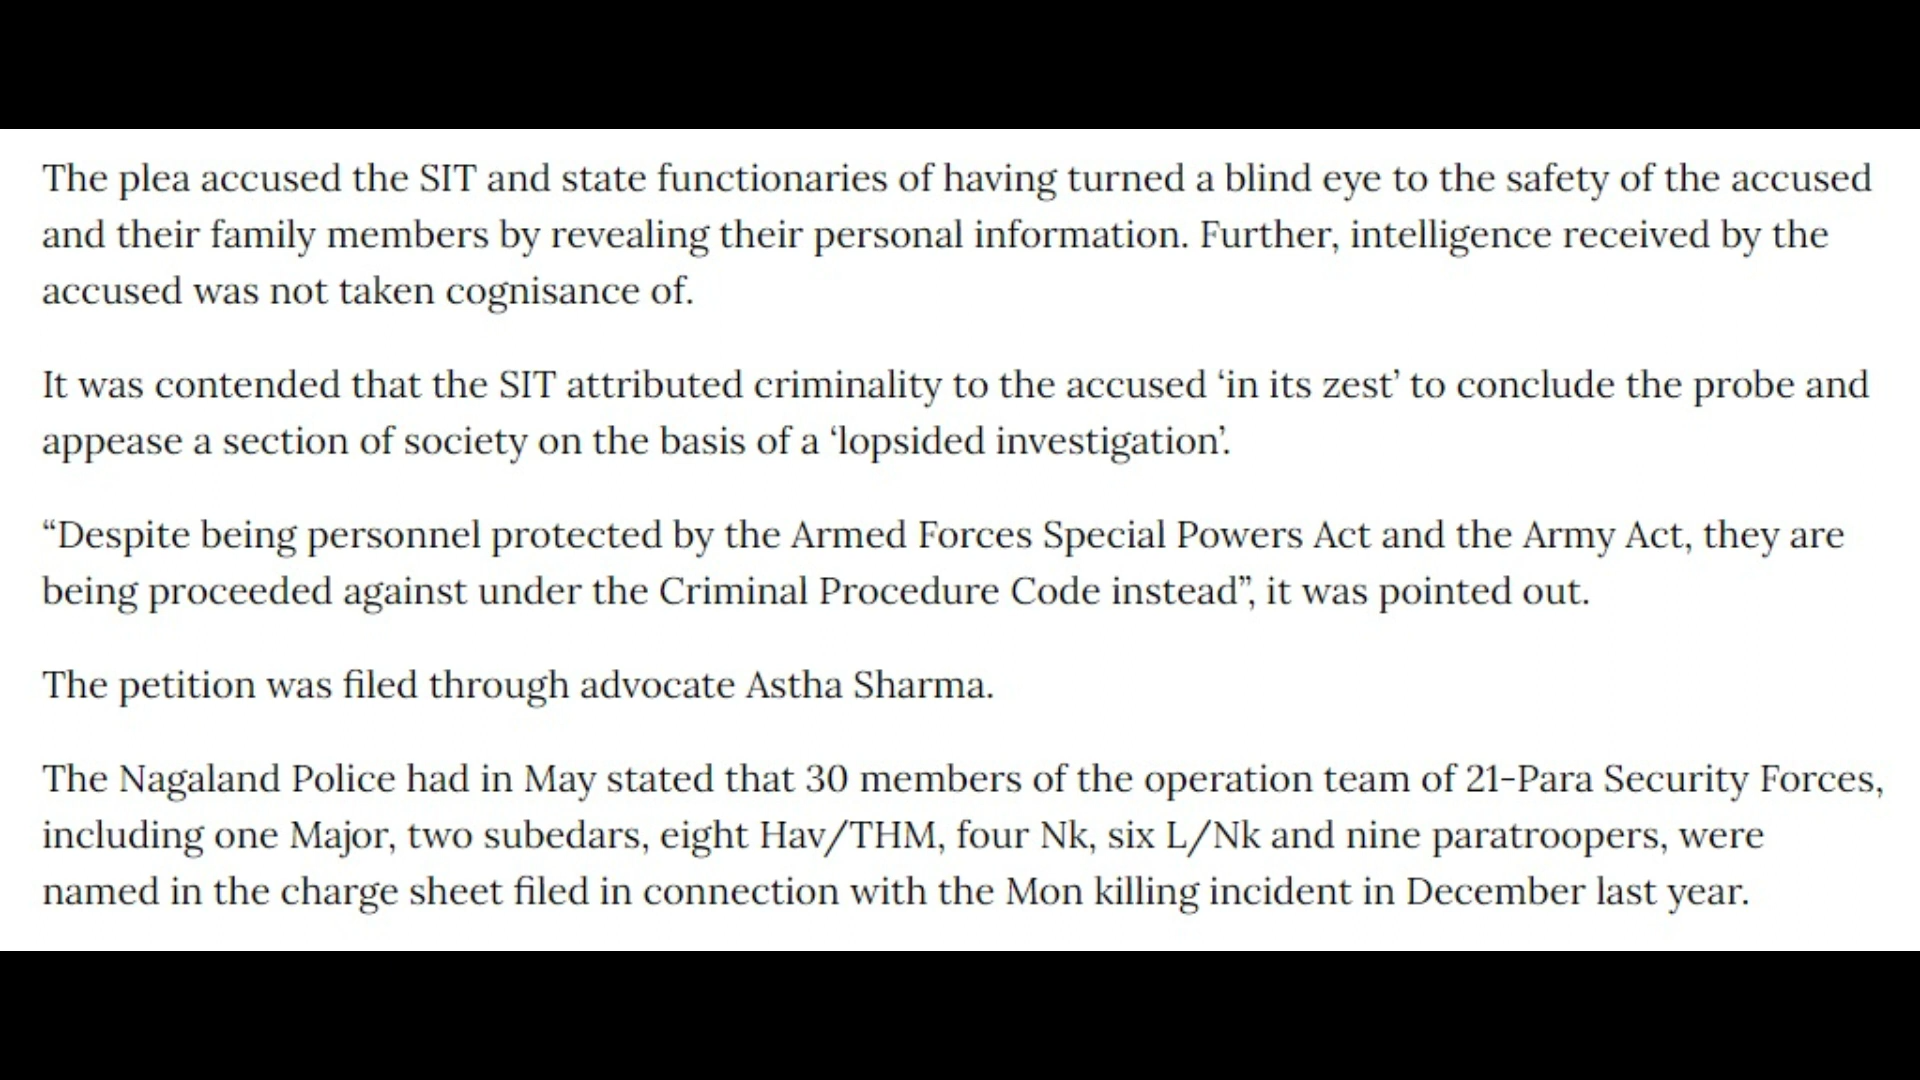 The plea accused the SIT and state functionaries of having turned a blind eye to the safety of the accused
and their family members by revealing their personal information. Further, intelligence received by the
accused was not taken cognisance of.
It was contended that the SIT attributed criminality to the accused ‘in its zest’ to conclude the probe and
appease a section of society on the basis of a ‘lopsided investigation’.
“Despite being personnel protected by the Armed Forces Special Powers Act and the Army Act, they are
being proceeded against under the Criminal Procedure Code instead”, it was pointed out.
The petition was filed through advocate Astha Sharma.
The Nagaland Police had in May stated that 30 members of the operation team of 21-Para Security Forces,
including one Major, two subedars, eight Hav/THM, four Nk, six L/Nk and nine paratroopers, were
named in the charge sheet filed in connection with the Mon killing incident in December last year.